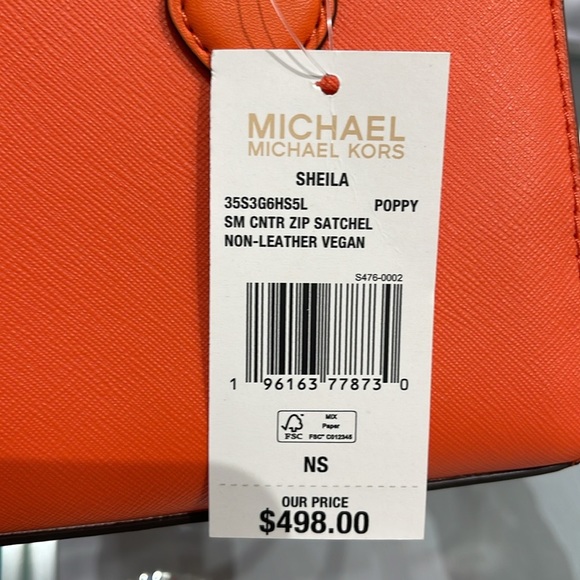 MICHAEL
MICHAEL KORS
SHEILA
35S3G6HS5L POPPY
SM CNTR ZIP SATCHEL
NON-LEATHER VEGAN
S476-0002
1 96163 77873 0
FSC
MIX
Paper
FSC® C012345
NS
OUR PRICE
$498.00